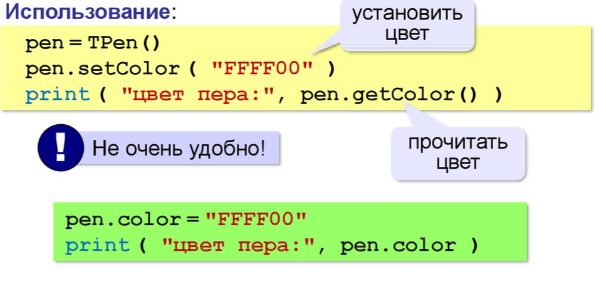 Использование:
установить
цвет
pen = TPen()
pen.setColor ( "FFFF00" )
print ( "цвет пера:", pen.getColor() )
! Не очень удобно!
прочитать
цвет
pen.color = "FFFF00"
print ( "цвет пера:", pen.color )